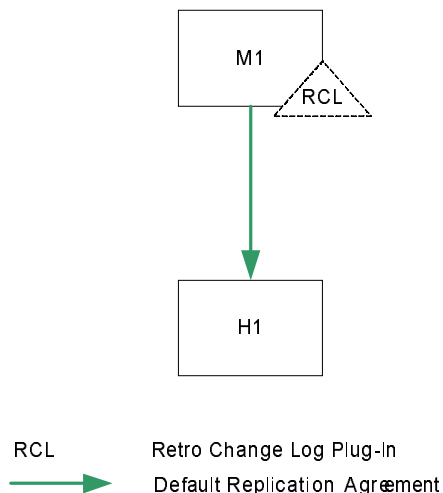 M1
RCL
H1
RCL Retro Change Log Plug-In
Default Replication Agreement